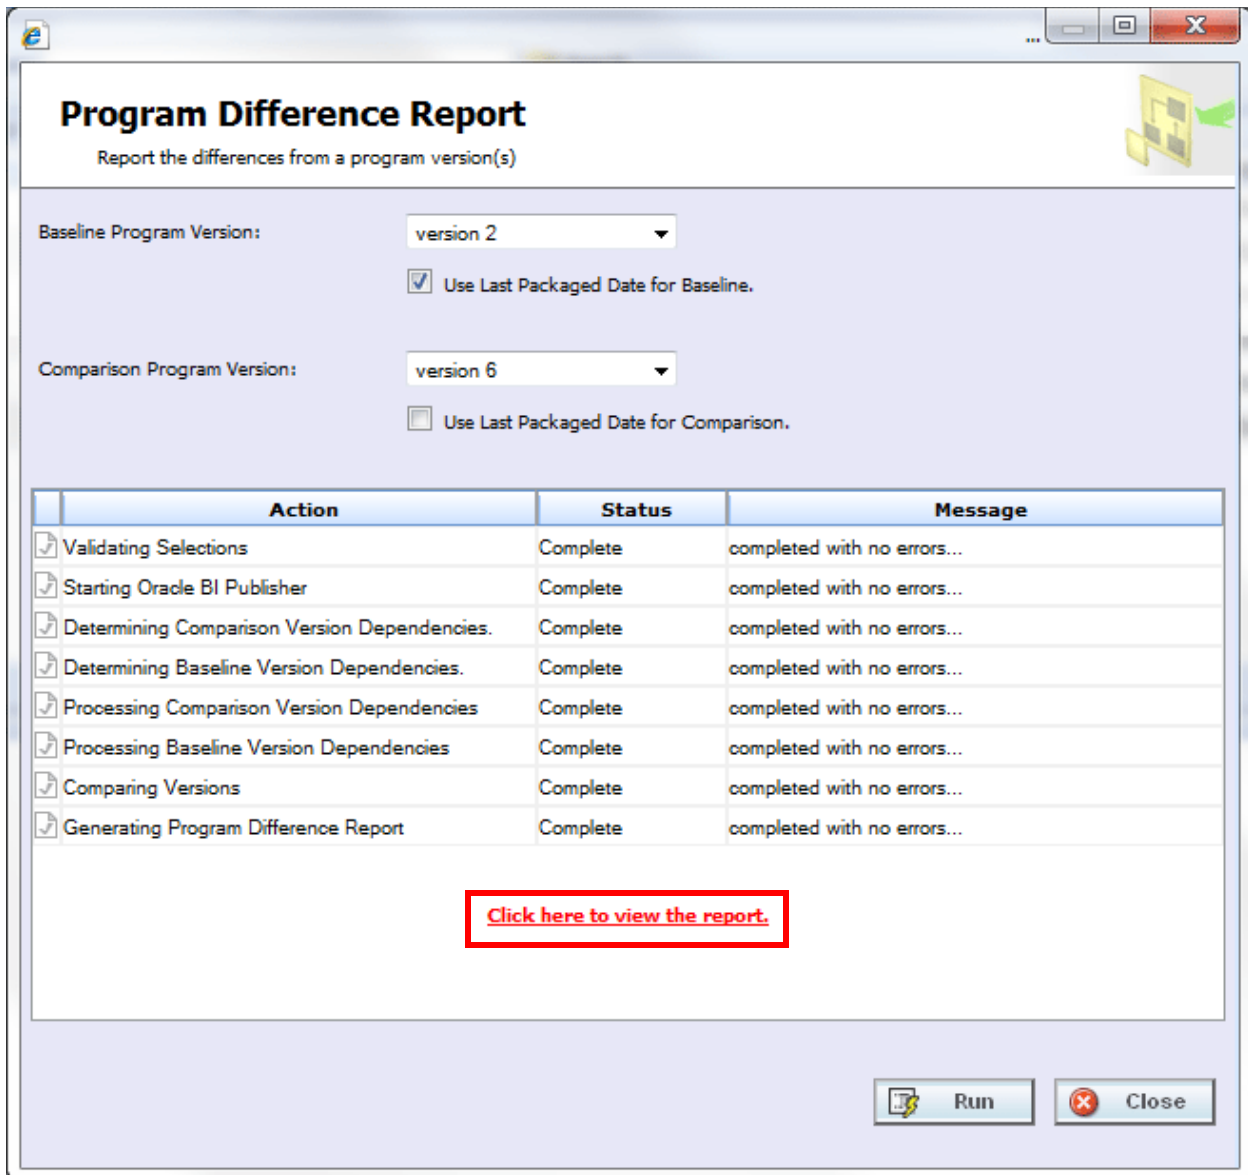 ...
Program Difference Report
Report the differences from a program version(s)
Baseline Program Version: version 2
Use Last Packaged Date for Baseline.
Comparison Program Version: version 6
Use Last Packaged Date for Comparison.
Action Status Message
Validating Selections Complete completed with no errors...
Starting Oracle BI Publisher Complete completed with no errors...
Determining Comparison Version Dependencies. Complete completed with no errors...
Determining Baseline Version Dependencies. Complete completed with no errors...
Processing Comparison Version Dependencies Complete completed with no errors...
Processing Baseline Version Dependencies Complete completed with no errors...
Comparing Versions Complete completed with no errors...
Generating Program Difference Report Complete completed with no errors...
Click here to view the report.
Run Close